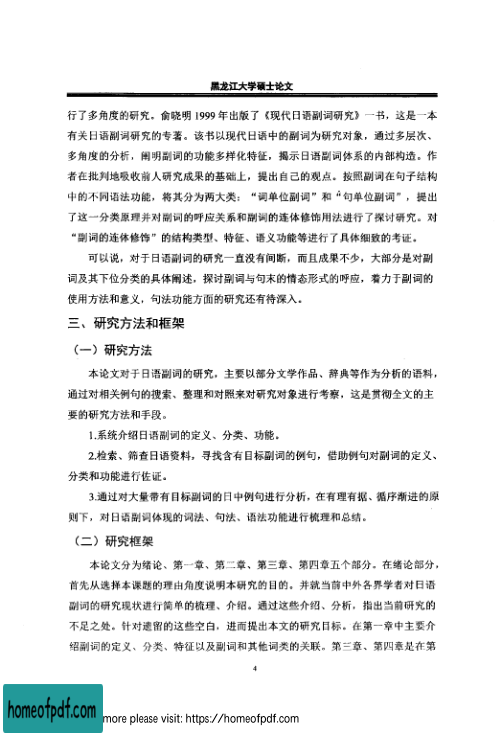 黑龙江大学硕士论文
行了多角度的研究。俞晓明 1999 年出版了《现代日语副词研究》一书，这是一本
有关日语副词研究的专著。该书以现代日语中的副词为研究对象，通过多层次、
多角度的分析，阐明副词的功能多样化特征，揭示日语副词体系的内部构造。作
者在批判地吸收前人研究成果的基础上，提出自己的观点。按照副词在句子结构
中的不同语法功能，将其分为两大类：“词单位副词”和“句单位副词”，提出
了这一分类原理并对副词的呼应关系和副词的连体修饰用法进行了探讨研究。对
“副词的连体修饰”的结构类型、特征、语义功能等进行了具体细致的考证。
可以说，对于日语副词的研究一直没有间断，而且成果不少，大部分是对副
词及其下位分类的具体阐述，探讨副词与句末的情态形式的呼应，着力于副词的
使用方法和意义，句法功能方面的研究还有待深入。
三、研究方法和框架
（一）研究方法
本论文对于日语副词的研究，主要以部分文学作品、辞典等作为分析的语料，
通过对相关例句的搜索、整理和对照来对研究对象进行考察，这是贯彻全文的主
要的研究方法和手段。
1.系统介绍日语副词的定义、分类、功能。
2.检索、筛查日语资料，寻找含有目标副词的例句，借助例句对副词的定义、
分类和功能进行佐证。
3.通过对大量带有目标副词的日中例句进行分析，在有理有据、循序渐进的原
则下，对日语副词体现的词法、句法、语法功能进行梳理和总结。
（二）研究框架
本论文分为绪论、第一章、第二章、第三章、第四章五个部分。在绪论部分，
首先从选择本课题的理由角度说明本研究的目的。并就当前中外各界学者对日语
副词的研究现状进行简单的梳理、介绍。通过这些介绍、分析，指出当前研究的
不足之处。针对遗留的这些空白，进而提出本文的研究目标。在第一章中主要介
绍副词的定义、分类、特征以及副词和其他词类的关联。第三章、第四章是在第
4
homeofpdf.com
more please visit: https://homeofpdf.com